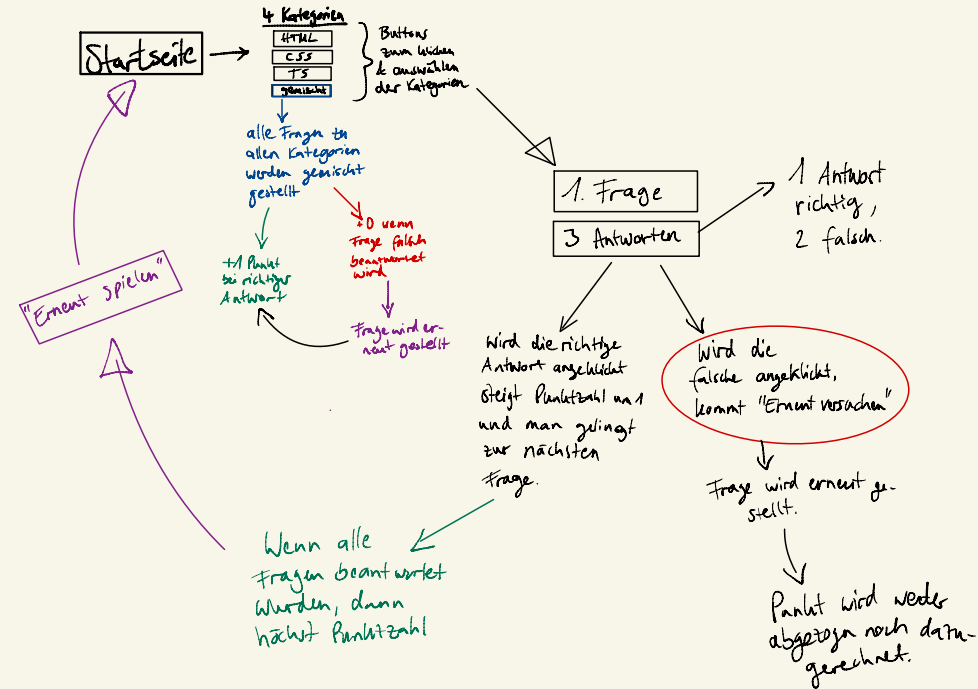 Startseite
4 Kategorien
HTML
CSS
TS
gemischt
Buttons
zum klicken
& auswählen
der Kategorien
alle Fragen zu
allen Kategorien
werden gemischt
gestellt
+1 Punkt
bei richtiger
Antwort
+0 wenn
Frage falsch
beantwortet
wird
Frage wird er-
neut gestellt
1. Frage
3 Antworten
1 Antwort
richtig,
2 falsch.
Wird die richtige
Antwort angeklickt
steigt Punktzahl um 1
und man gelingt
zur nächsten
Frage.
Wird die
falsche angeklickt,
kommt "Erneut versuchen"
Frage wird erneut ge-
stellt.
Punkt wird weder
abgezogen noch dazu-
gerechnet.
Wenn alle
Fragen beantwortet
wurden, dann
höchst Punktzahl
"Erneut spielen"